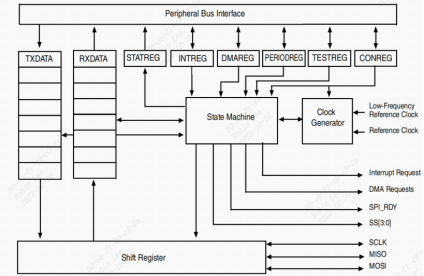 Peripheral Bus Interface
TXDATA
RXDATA
STATREG
INTREG
DMAREG
PERIODREG
TESTREG
CONREG
State Machine
Clock
Generator
Low-Frequency
Reference Clock
Reference Clock
Interrupt Request
DMA Requests
SPI_RDY
SS[3:0]
Shift Register
SCLK
MISO
MOSI